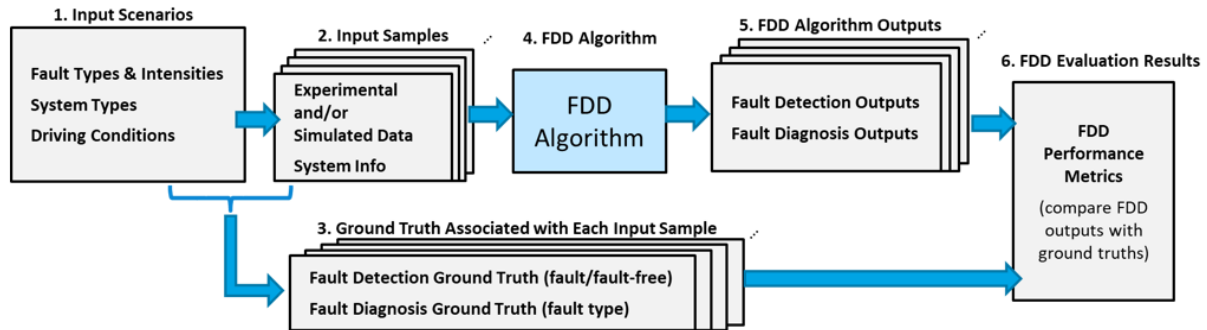 1. Input Scenarios
Fault Types & Intensities
System Types
Driving Conditions
2. Input Samples
Experimental
and/or
Simulated Data
System Info
3. Ground Truth Associated with Each Input Sample
Fault Detection Ground Truth (fault/fault-free)
Fault Diagnosis Ground Truth (fault type)
4. FDD Algorithm
FDD
Algorithm
5. FDD Algorithm Outputs
Fault Detection Outputs
Fault Diagnosis Outputs
6. FDD Evaluation Results
FDD
Performance
Metrics
(compare FDD
outputs with
ground truths)